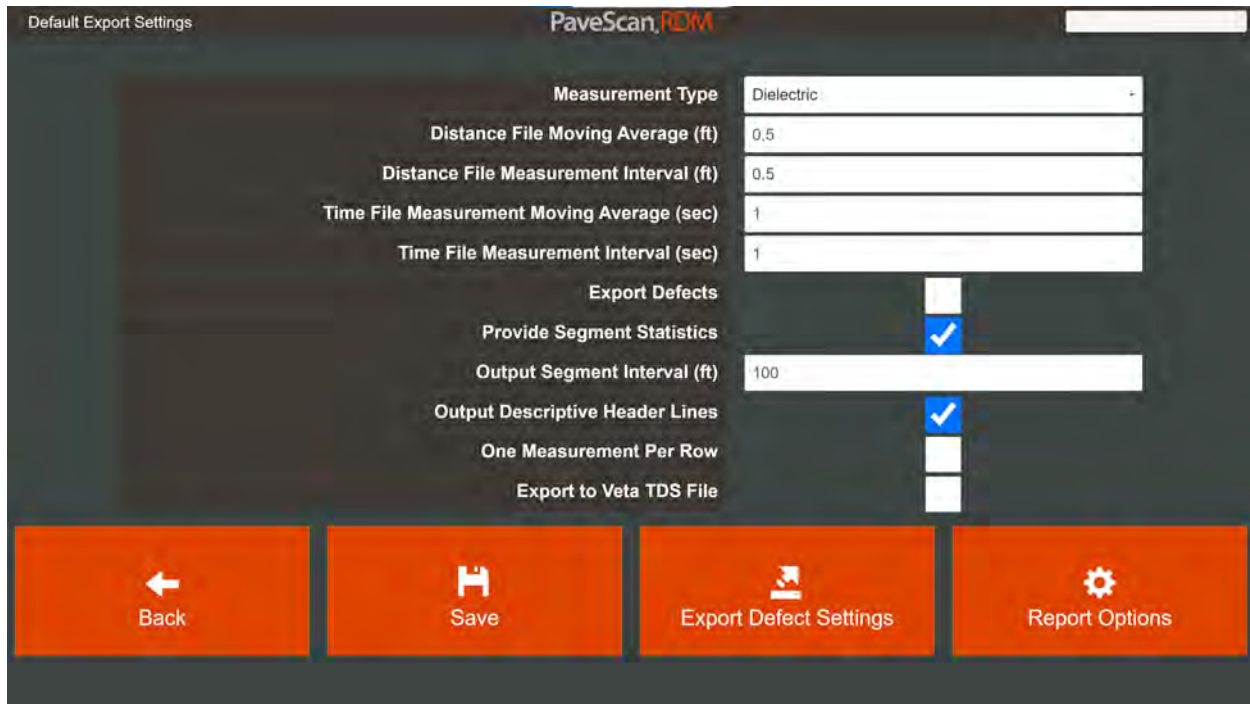 Default Export Settings
PaveScan RDM
Measurement Type Dielectric
Distance File Moving Average (ft) 0.5
Distance File Measurement Interval (ft) 0.5
Time File Measurement Moving Average (sec) 1
Time File Measurement Interval (sec) 1
Export Defects
Provide Segment Statistics
Output Segment Interval (ft) 100
Output Descriptive Header Lines
One Measurement Per Row
Export to Veta TDS File
Back
Save
Export Defect Settings
Report Options